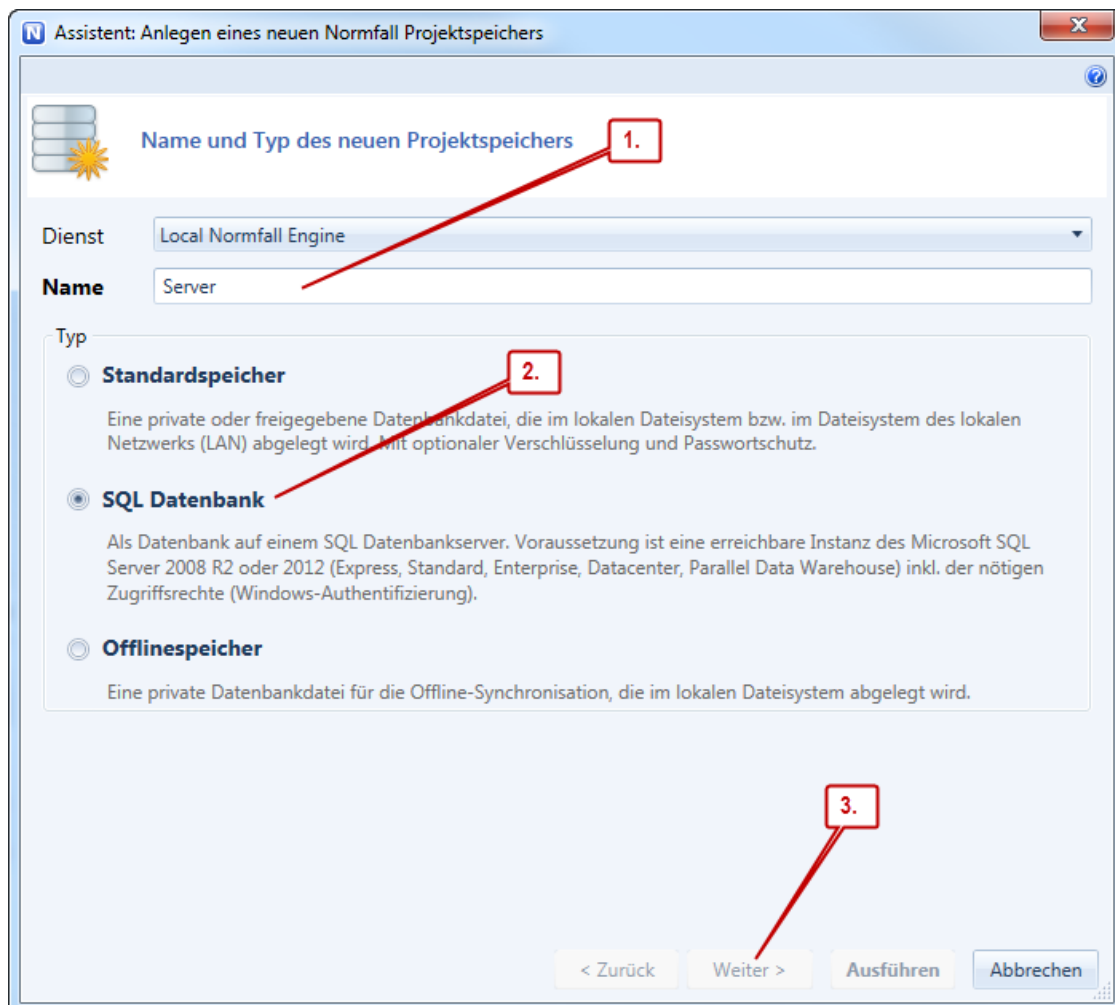 Assistent: Anlegen eines neuen Normfall Projektspeichers
Name und Typ des neuen Projektspeichers
1.
Dienst
Local Normfall Engine
Name
Server
Typ
Standardspeicher
2.
Eine private oder freigegebene Datenbankdatei, die im lokalen Dateisystem bzw. im Dateisystem des lokalen
Netzwerks (LAN) abgelegt wird. Mit optionaler Verschlüsselung und Passwortschutz.
SQL Datenbank
Als Datenbank auf einem SQL Datenbankserver. Voraussetzung ist eine erreichbare Instanz des Microsoft SQL
Server 2008 R2 oder 2012 (Express, Standard, Enterprise, Datacenter, Parallel Data Warehouse) inkl. der nötigen
Zugriffsrechte (Windows-Authentifizierung).
Offlinespeicher
Eine private Datenbankdatei für die Offline-Synchronisation, die im lokalen Dateisystem abgelegt wird.
3.
< Zurück
Weiter >
Ausführen
Abbrechen